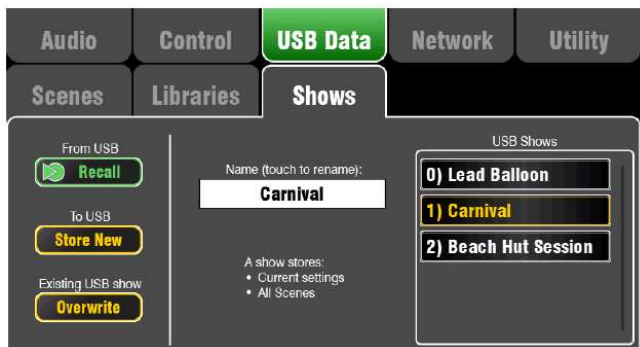 Audio Control USB Data Network Utility
Scenes Libraries Shows
From USB
Recall
To USB
Store New
Existing USB show
Overwrite
Name (touch to rename):
Carnival
A show stores:
• Current settings
• All Scenes
USB Shows
0) Lead Balloon
1) Carnival
2) Beach Hut Session